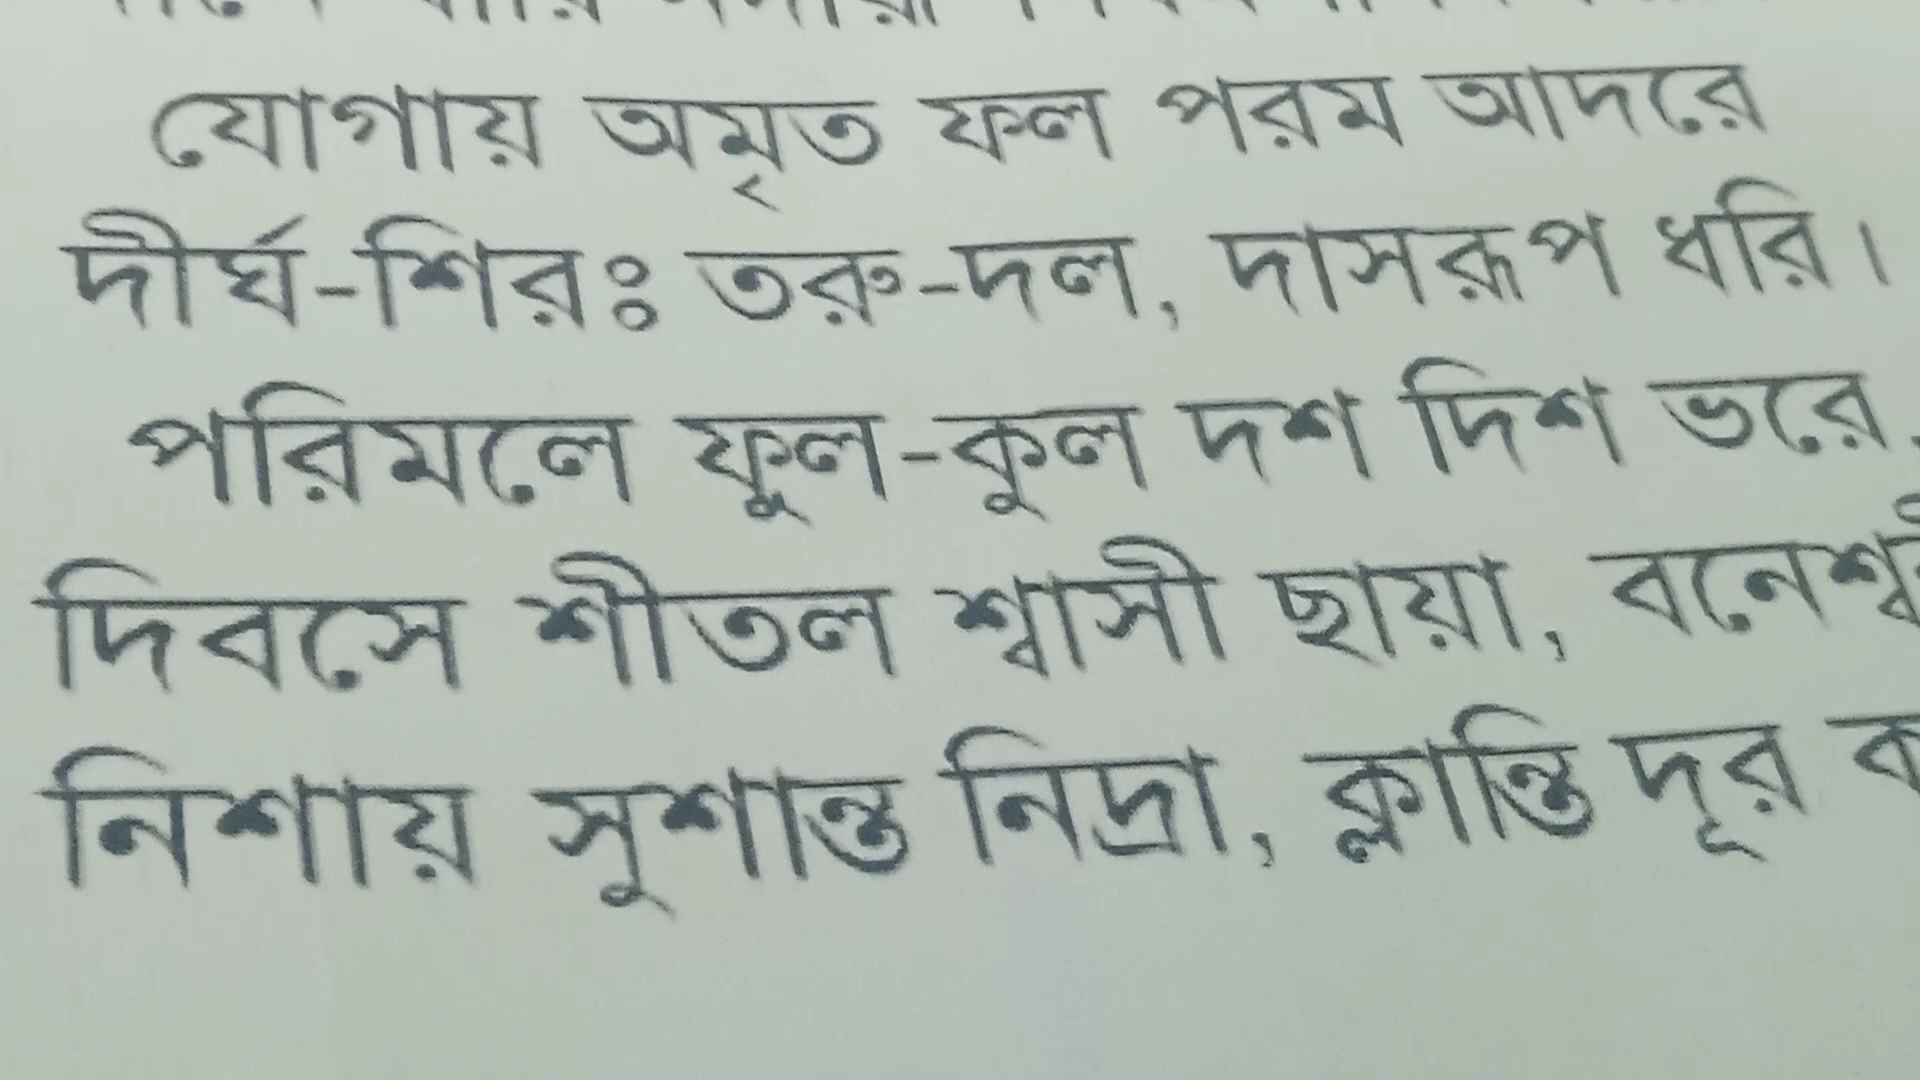 যোগায় অমৃত ফল পরম আদরে
দীর্ঘ-শিরঃ তরু-দল, দাসরূপ ধরি।
পরিমলে ফুল-কুল দশ দিশ ভরে,
দিবসে শীতল শ্বাসী ছায়া,
নিশায় সুশান্ত নিদ্রা, ক্লান্তি দূর